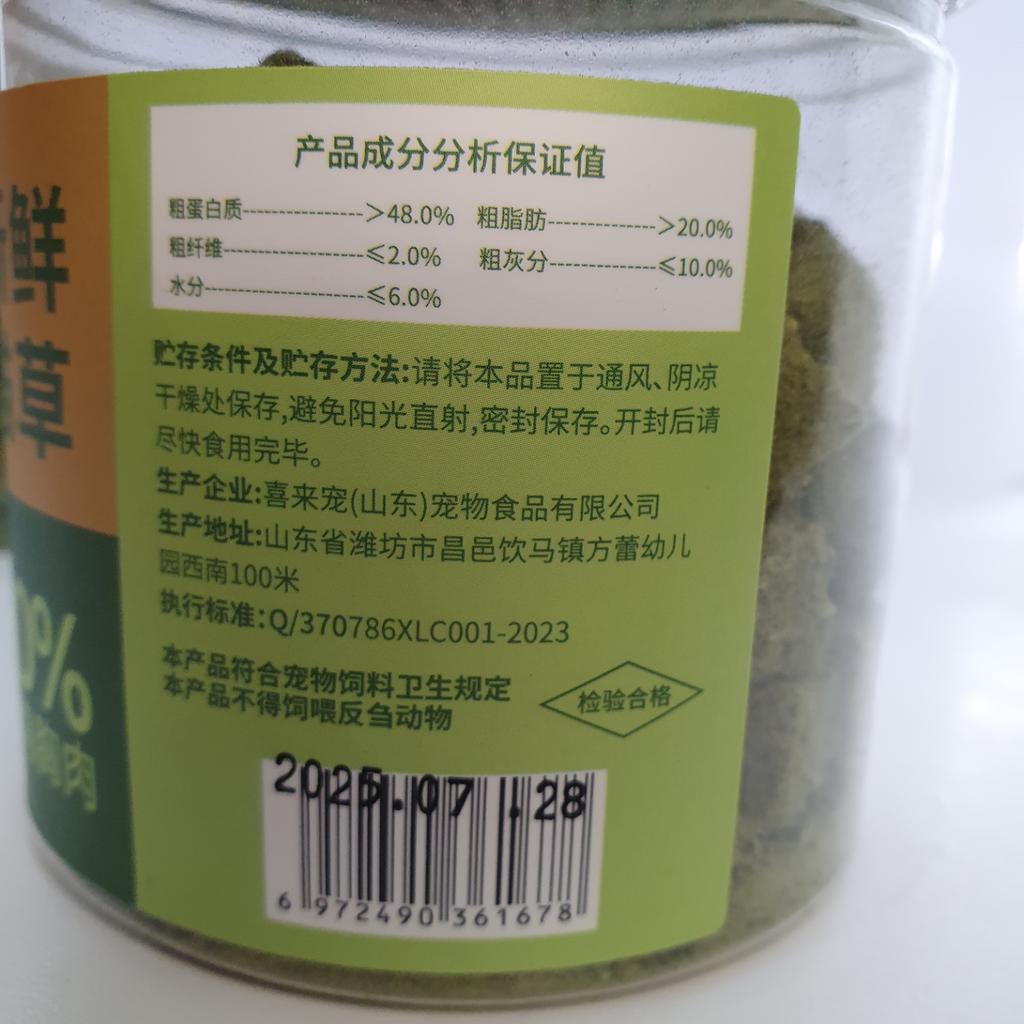 鲜
草
0%
胸肉
产品成分分析保证值
粗蛋白质---------------->48.0% 粗脂肪--------------->20.0%
粗纤维--------------------≤2.0% 粗灰分---------------≤10.0%
水分----------------------≤6.0%
贮存条件及贮存方法:请将本品置于通风、阴凉
干燥处保存,避免阳光直射,密封保存。开封后请
尽快食用完毕。
生产企业:喜来宠(山东)宠物食品有限公司
生产地址:山东省潍坊市昌邑饮马镇方蕾幼儿
园西南100米
执行标准:Q/370786XLC001-2023
本产品符合宠物饲料卫生规定
本产品不得饲喂反刍动物
检验合格
2025.07.28
6 972490 361678